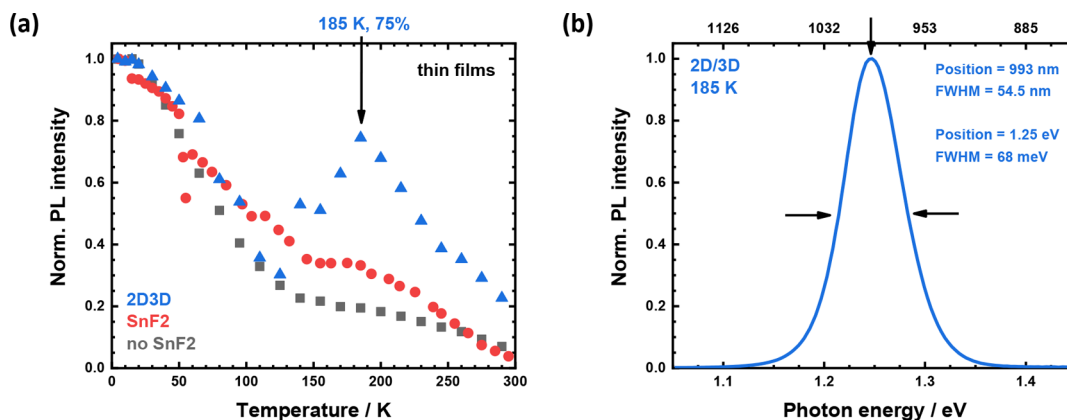 (a)
185 K, 75%
thin films
1.0
0.8
0.6
0.4
0.2
0.0
Norm. PL intensity
2D3D
SnF2
no SnF2
0 50 100 150 200 250 300
Temperature / K
(b)
1126 1032 953 885
2D/3D
185 K
Position = 993 nm
FWHM = 54.5 nm
Position = 1.25 eV
FWHM = 68 meV
1.0
0.8
0.6
0.4
0.2
0.0
Norm. PL intensity
1.1 1.2 1.3 1.4
Photon energy / eV